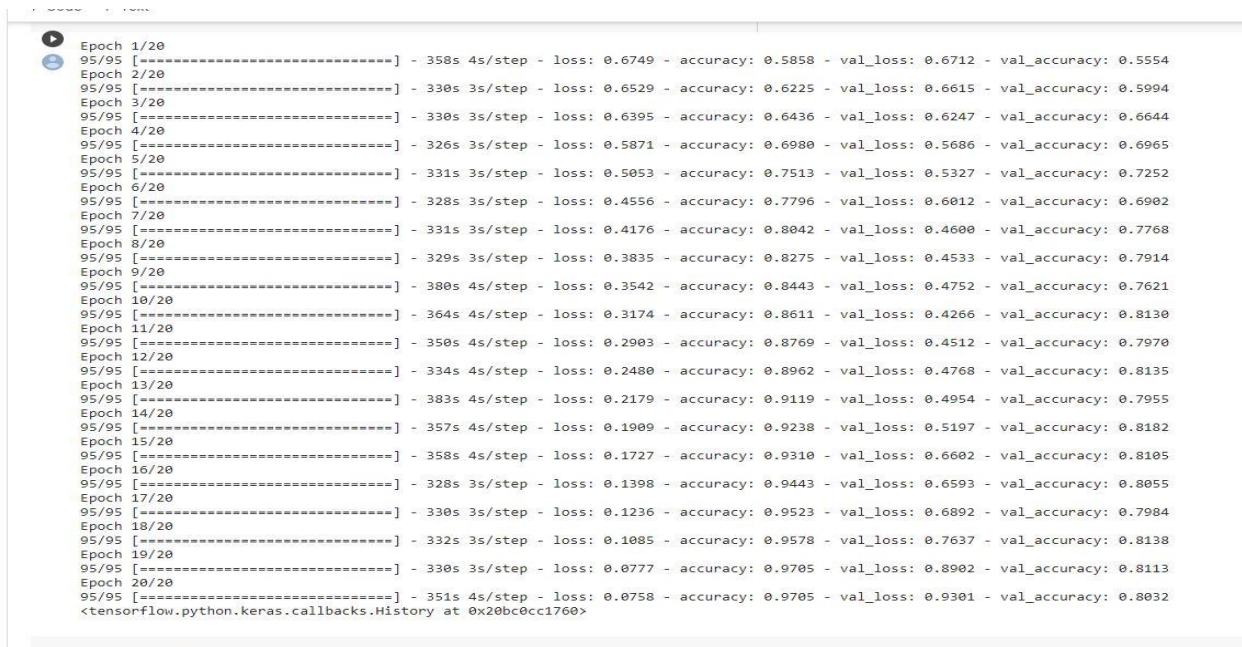 Epoch 1/20
95/95 [==============================] - 358s 4s/step - loss: 0.6749 - accuracy: 0.5858 - val_loss: 0.6712 - val_accuracy: 0.5554
Epoch 2/20
95/95 [==============================] - 330s 3s/step - loss: 0.6529 - accuracy: 0.6225 - val_loss: 0.6615 - val_accuracy: 0.5994
Epoch 3/20
95/95 [==============================] - 330s 3s/step - loss: 0.6395 - accuracy: 0.6436 - val_loss: 0.6247 - val_accuracy: 0.6644
Epoch 4/20
95/95 [==============================] - 326s 3s/step - loss: 0.5871 - accuracy: 0.6980 - val_loss: 0.5686 - val_accuracy: 0.6965
Epoch 5/20
95/95 [==============================] - 331s 3s/step - loss: 0.5053 - accuracy: 0.7513 - val_loss: 0.5327 - val_accuracy: 0.7252
Epoch 6/20
95/95 [==============================] - 328s 3s/step - loss: 0.4556 - accuracy: 0.7796 - val_loss: 0.6012 - val_accuracy: 0.6902
Epoch 7/20
95/95 [==============================] - 331s 3s/step - loss: 0.4176 - accuracy: 0.8042 - val_loss: 0.4600 - val_accuracy: 0.7768
Epoch 8/20
95/95 [==============================] - 329s 3s/step - loss: 0.3835 - accuracy: 0.8275 - val_loss: 0.4533 - val_accuracy: 0.7914
Epoch 9/20
95/95 [==============================] - 380s 4s/step - loss: 0.3542 - accuracy: 0.8443 - val_loss: 0.4752 - val_accuracy: 0.7621
Epoch 10/20
95/95 [==============================] - 364s 4s/step - loss: 0.3174 - accuracy: 0.8611 - val_loss: 0.4266 - val_accuracy: 0.8130
Epoch 11/20
95/95 [==============================] - 350s 4s/step - loss: 0.2903 - accuracy: 0.8769 - val_loss: 0.4512 - val_accuracy: 0.7970
Epoch 12/20
95/95 [==============================] - 334s 4s/step - loss: 0.2480 - accuracy: 0.8962 - val_loss: 0.4768 - val_accuracy: 0.8135
Epoch 13/20
95/95 [==============================] - 383s 4s/step - loss: 0.2179 - accuracy: 0.9119 - val_loss: 0.4954 - val_accuracy: 0.7955
Epoch 14/20
95/95 [==============================] - 357s 4s/step - loss: 0.1909 - accuracy: 0.9238 - val_loss: 0.5197 - val_accuracy: 0.8182
Epoch 15/20
95/95 [==============================] - 358s 4s/step - loss: 0.1727 - accuracy: 0.9310 - val_loss: 0.6602 - val_accuracy: 0.8105
Epoch 16/20
95/95 [==============================] - 328s 3s/step - loss: 0.1398 - accuracy: 0.9443 - val_loss: 0.6593 - val_accuracy: 0.8055
Epoch 17/20
95/95 [==============================] - 330s 3s/step - loss: 0.1236 - accuracy: 0.9523 - val_loss: 0.6892 - val_accuracy: 0.7984
Epoch 18/20
95/95 [==============================] - 332s 3s/step - loss: 0.1085 - accuracy: 0.9578 - val_loss: 0.7637 - val_accuracy: 0.8138
Epoch 19/20
95/95 [==============================] - 330s 3s/step - loss: 0.0777 - accuracy: 0.9705 - val_loss: 0.8902 - val_accuracy: 0.8113
Epoch 20/20
95/95 [==============================] - 351s 4s/step - loss: 0.0758 - accuracy: 0.9705 - val_loss: 0.9301 - val_accuracy: 0.8032
<tensorflow.python.keras.callbacks.History at 0x20bc0cc1760>